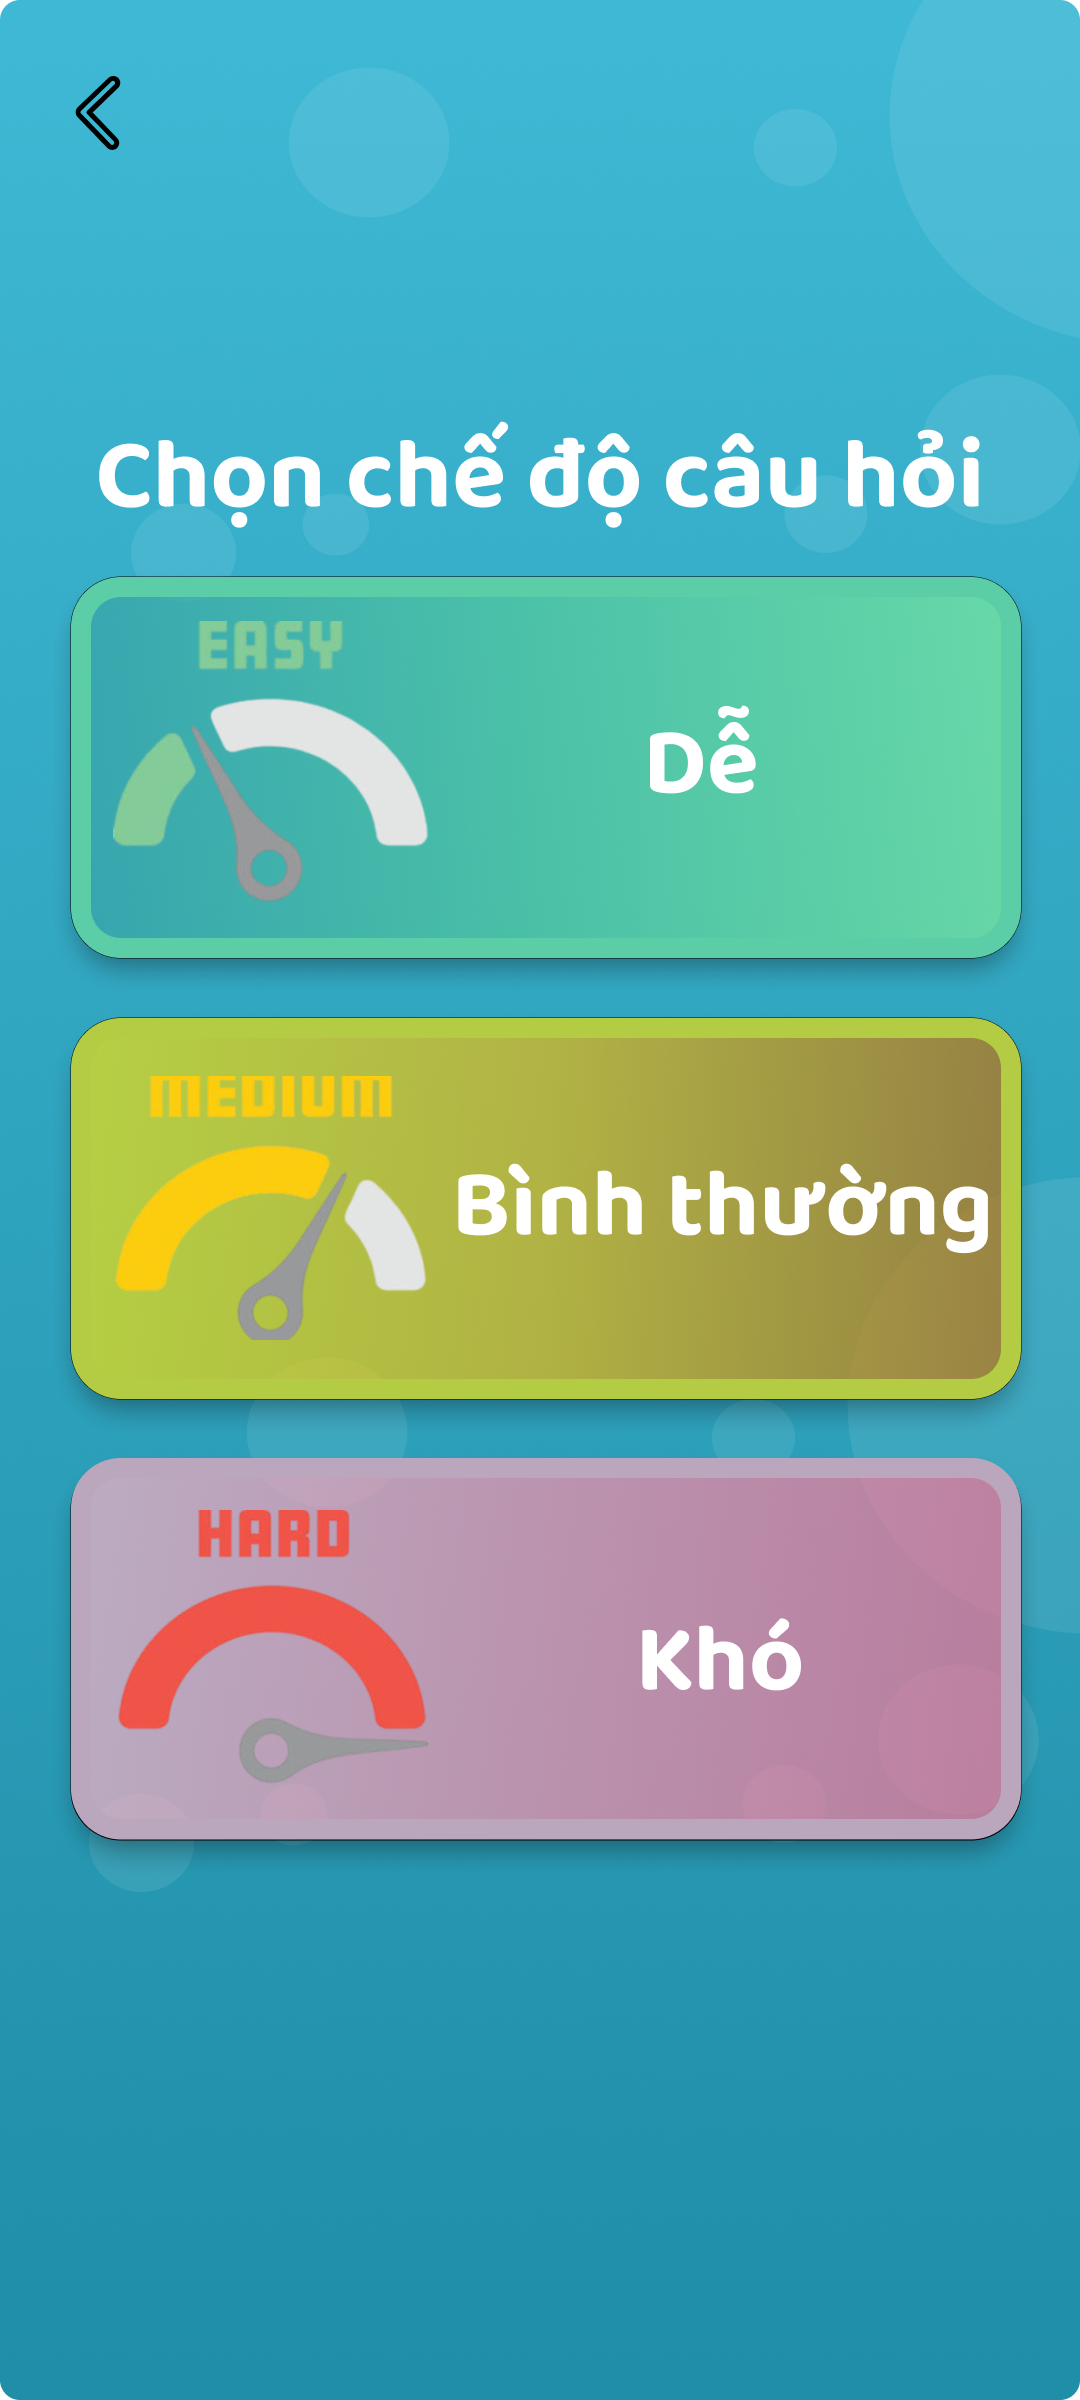 Chọn chế độ câu hỏi
EASY
Dễ
MEDIUM
Bình thường
HARD
Khó